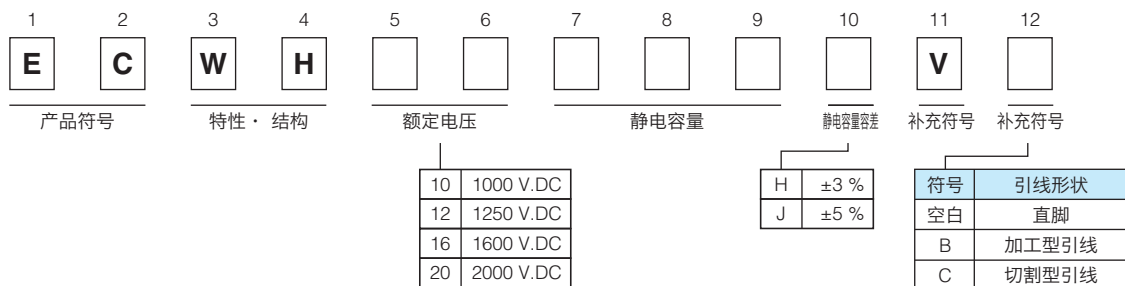 1 2 3 4 5 6 7 8 9 10 11 12
E C W H V
产品符号 特性・结构 额定电压 静电容量 静电容量容差 补充符号 补充符号
10 1000 V.DC
12 1250 V.DC
16 1600 V.DC
20 2000 V.DC
H ±3 %
J ±5 %
符号 引线形状
空白 直脚
B 加工型引线
C 切割型引线